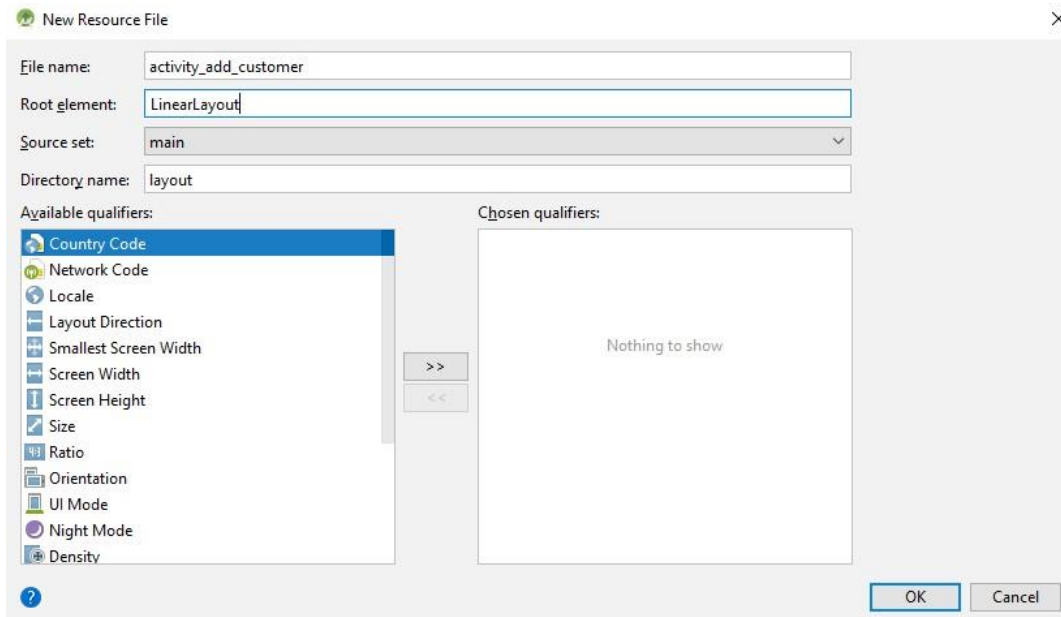 New Resource File
File name: activity_add_customer
Root element: LinearLayout
Source set: main
Directory name: layout
Available qualifiers:
Chosen qualifiers:
Country Code
Network Code
Locale
Layout Direction
Smallest Screen Width
Screen Width
Screen Height
Size
Ratio
Orientation
UI Mode
Night Mode
Density
>>
<<
Nothing to show
?
OK
Cancel